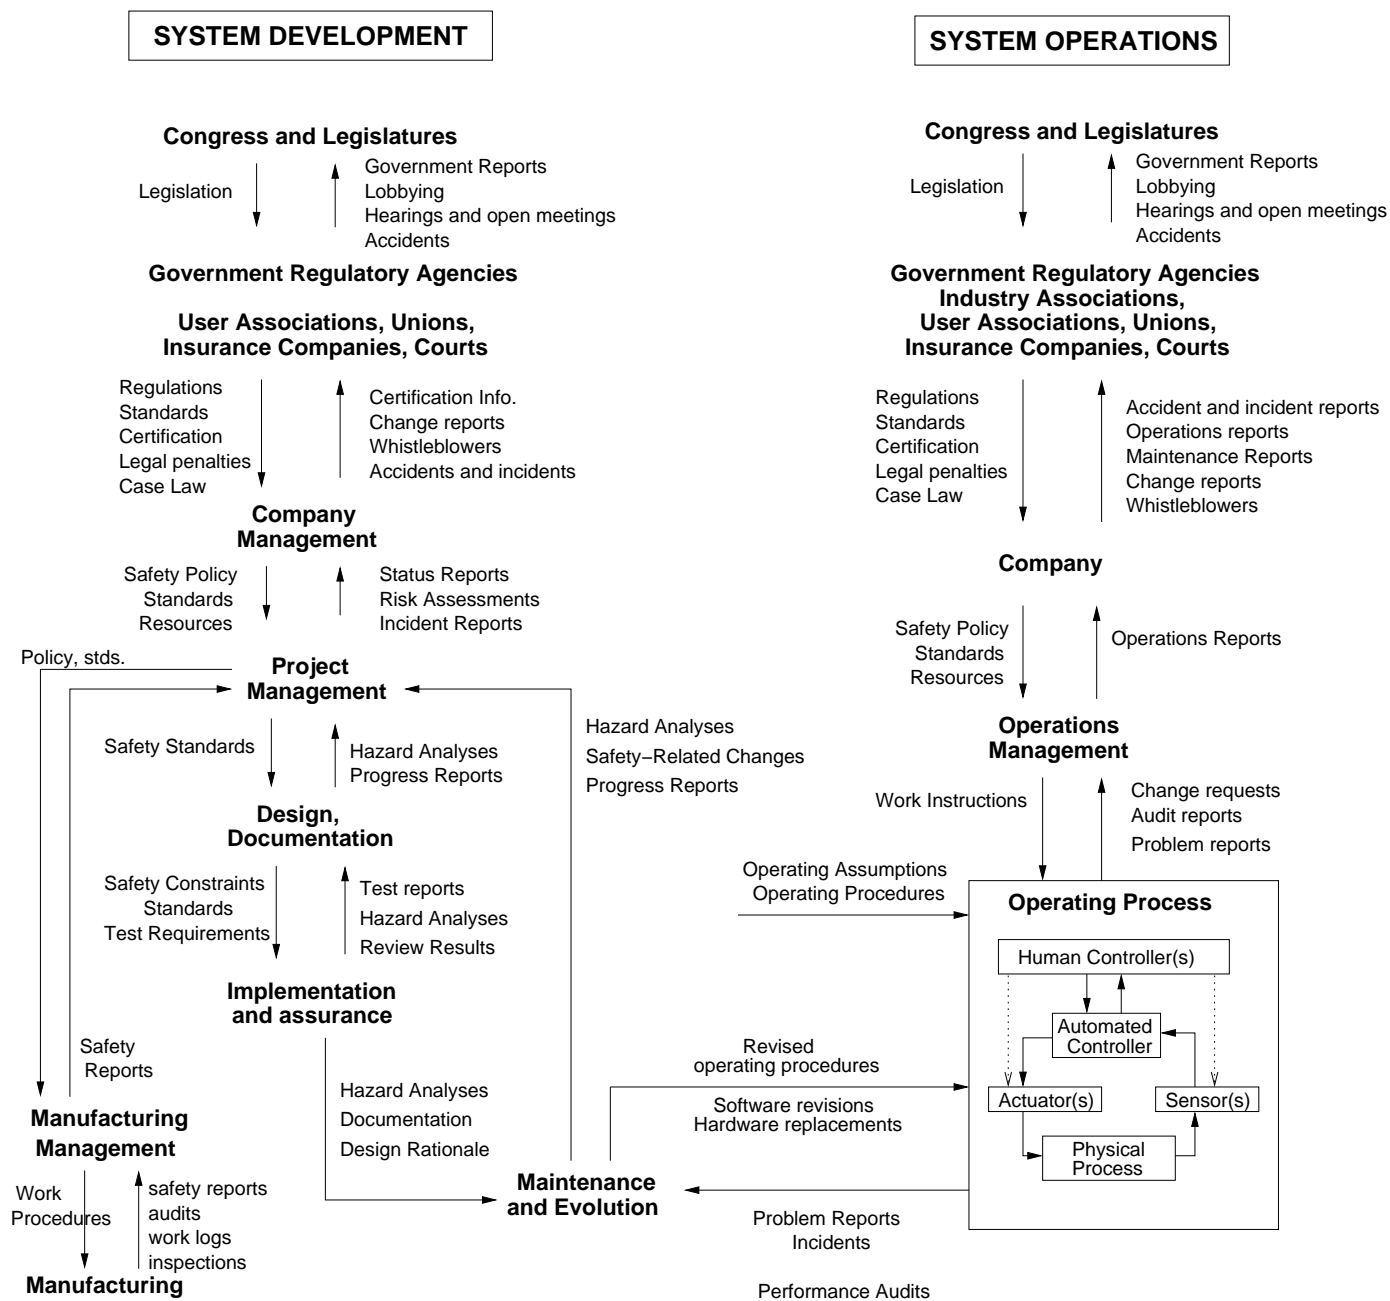 SYSTEM DEVELOPMENT
Congress and Legislatures
Legislation
Government Reports
Lobbying
Hearings and open meetings
Accidents
Government Regulatory Agencies
User Associations, Unions,
Insurance Companies, Courts
Regulations
Standards
Certification
Legal penalties
Case Law
Certification Info.
Change reports
Whistleblowers
Accidents and incidents
Company
Management
Safety Policy
Standards
Resources
Status Reports
Risk Assessments
Incident Reports
Policy, stds.
Project
Management
Safety Standards
Hazard Analyses
Progress Reports
Hazard Analyses
Safety−Related Changes
Progress Reports
Design,
Documentation
Safety Constraints
Standards
Test Requirements
Test reports
Hazard Analyses
Review Results
Implementation
and assurance
Safety
Reports
Hazard Analyses
Documentation
Design Rationale
Manufacturing
Management
Work
Procedures
safety reports
audits
work logs
inspections
Manufacturing
Maintenance
and Evolution
SYSTEM OPERATIONS
Congress and Legislatures
Legislation
Government Reports
Lobbying
Hearings and open meetings
Accidents
Government Regulatory Agencies
Industry Associations,
User Associations, Unions,
Insurance Companies, Courts
Regulations
Standards
Certification
Legal penalties
Case Law
Accident and incident reports
Operations reports
Maintenance Reports
Change reports
Whistleblowers
Company
Safety Policy
Standards
Resources
Operations Reports
Operations
Management
Work Instructions
Change requests
Audit reports
Problem reports
Operating Assumptions
Operating Procedures
Operating Process
Human Controller(s)
Automated
Controller
Actuator(s)
Sensor(s)
Physical
Process
Revised
operating procedures
Software revisions
Hardware replacements
Problem Reports
Incidents
Performance Audits